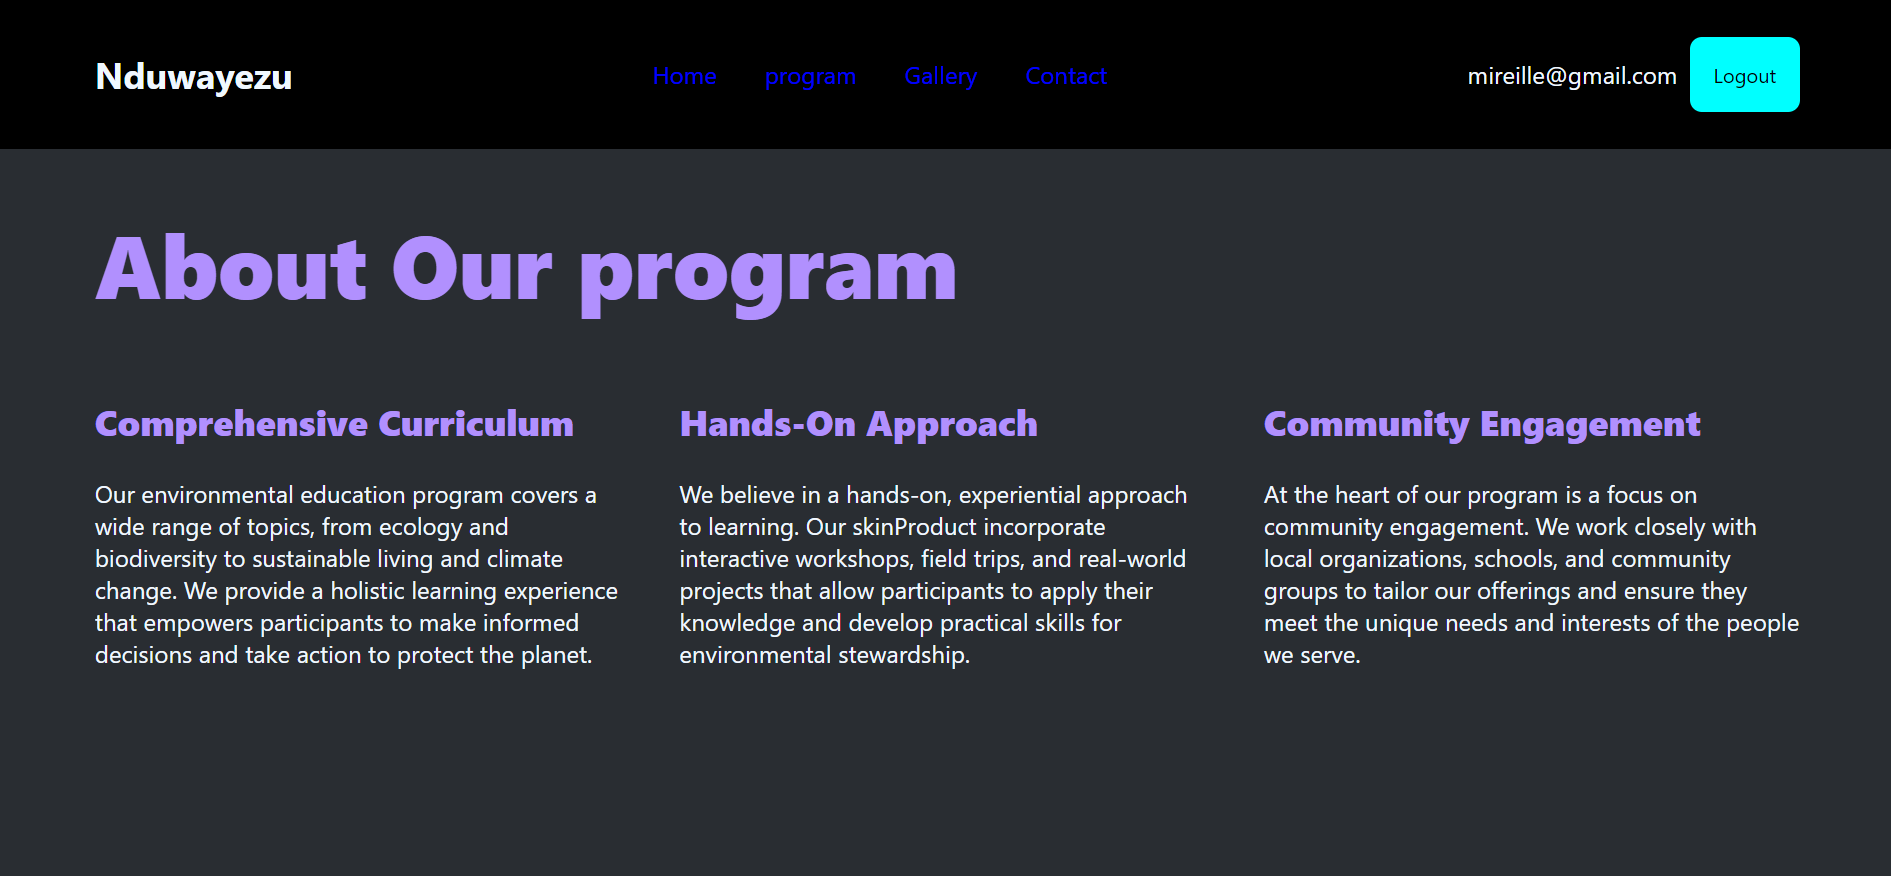 Nduwayezu
Home program Gallery Contact
mireille@gmail.com Logout
About Our program
Comprehensive Curriculum
Our environmental education program covers a
wide range of topics, from ecology and
biodiversity to sustainable living and climate
change. We provide a holistic learning experience
that empowers participants to make informed
decisions and take action to protect the planet.
Hands-On Approach
We believe in a hands-on, experiential approach
to learning. Our skinProduct incorporate
interactive workshops, field trips, and real-world
projects that allow participants to apply their
knowledge and develop practical skills for
environmental stewardship.
Community Engagement
At the heart of our program is a focus on
community engagement. We work closely with
local organizations, schools, and community
groups to tailor our offerings and ensure they
meet the unique needs and interests of the people
we serve.